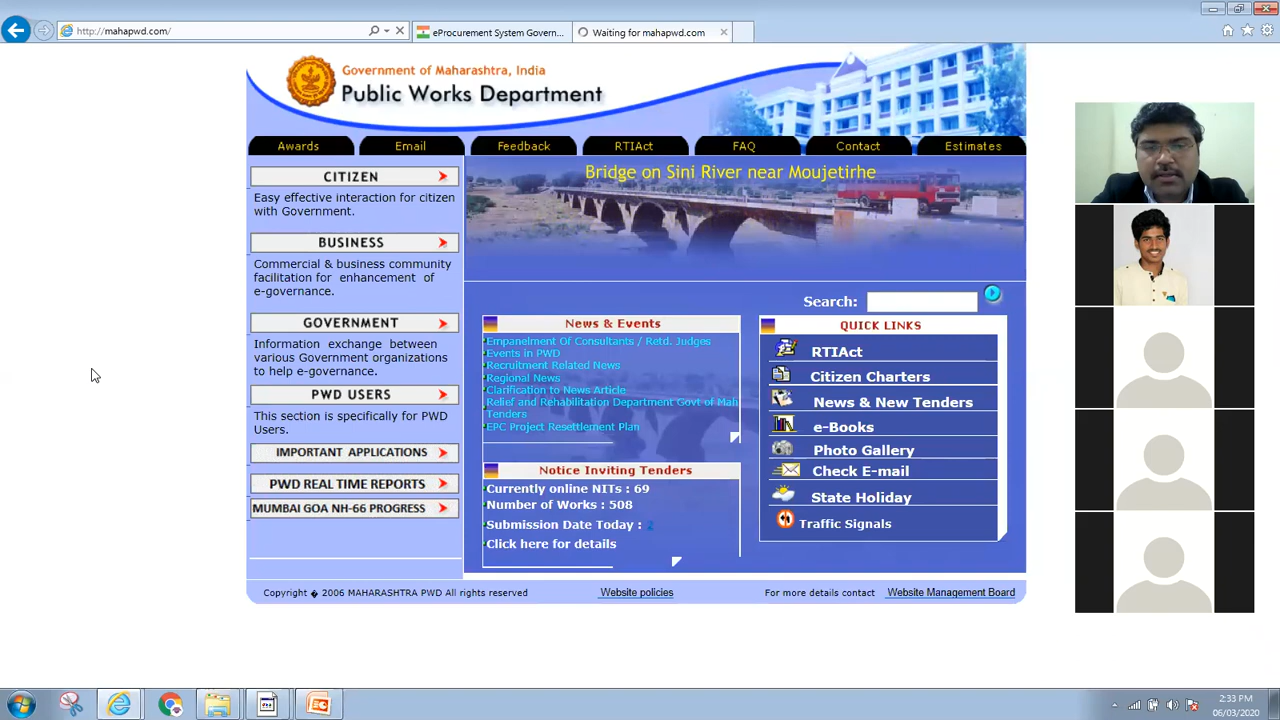 http://mahapwd.com/
eProcurement System Govern...
Waiting for mahapwd.com
Government of Maharashtra, India
Public Works Department
Awards
Email
Feedback
RTIAct
FAQ
Contact
Estimates
Bridge on Sini River near Moujetirhe
CITIZEN
Easy effective interaction for citizen
with Government.
BUSINESS
Commercial & business community
facilitation for enhancement of
e-governance.
GOVERNMENT
Information exchange between
various Government organizations
to help e-governance.
PWD USERS
This section is specifically for PWD
Users.
IMPORTANT APPLICATIONS
PWD REAL TIME REPORTS
MUMBAI GOA NH-66 PROGRESS
Search:
News & Events
Empanelment Of Consultants / Retd. Judges
Events in PWD
Recruitment Related News
Regional News
Clarification to News Article
Relief and Rehabilitation Department Govt of Mah
Tenders
EPC Project Resettlement Plan
Notice Inviting Tenders
Currently online NITs : 69
Number of Works : 508
Submission Date Today : 2
Click here for details
QUICK LINKS
RTIAct
Citizen Charters
News & New Tenders
e-Books
Photo Gallery
Check E-mail
State Holiday
Traffic Signals
Copyright � 2006 MAHARASHTRA PWD All rights reserved
Website policies
For more details contact
Website Management Board
2:33 PM
06/03/2020